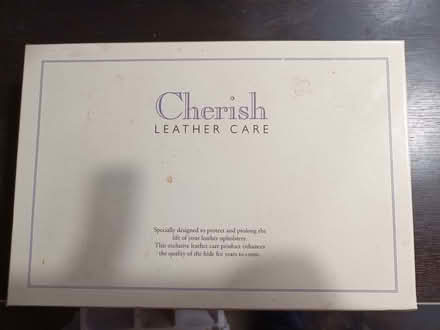 Cherish
LEATHER CARE
Specially designed to protect and prolong the
life of your leather upholstery.
This exclusive leather care product enhances
the quality of the hide for years to come.